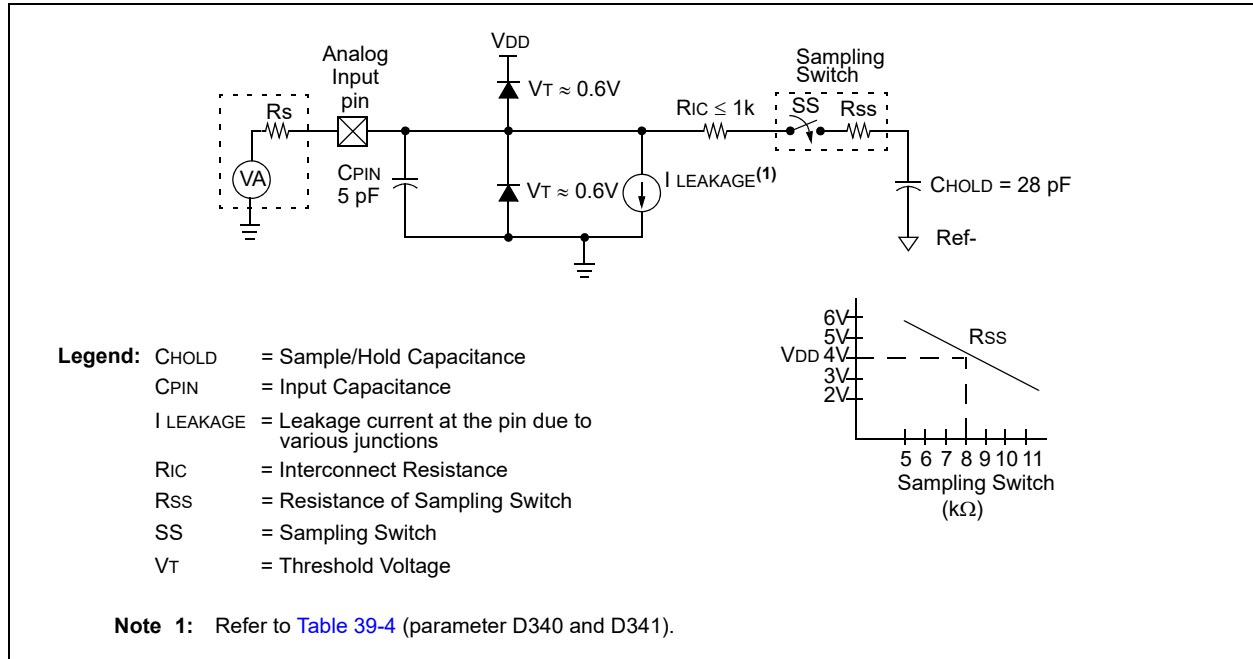 VDD
Analog
Input
pin
Rs
VA
CPIN
5 pF
VT ≈ 0.6V
VT ≈ 0.6V
I LEAKAGE(1)
RIC ≤ 1k
Sampling
Switch
SS
Rss
CHOLD = 28 pF
Ref-
6V
5V
VDD 4V
3V
2V
RSS
5 6 7 8 9 10 11
Sampling Switch
(kΩ)
Legend: CHOLD = Sample/Hold Capacitance
CPIN = Input Capacitance
I LEAKAGE = Leakage current at the pin due to
various junctions
RIC = Interconnect Resistance
RSS = Resistance of Sampling Switch
SS = Sampling Switch
VT = Threshold Voltage
Note 1: Refer to Table 39-4 (parameter D340 and D341).